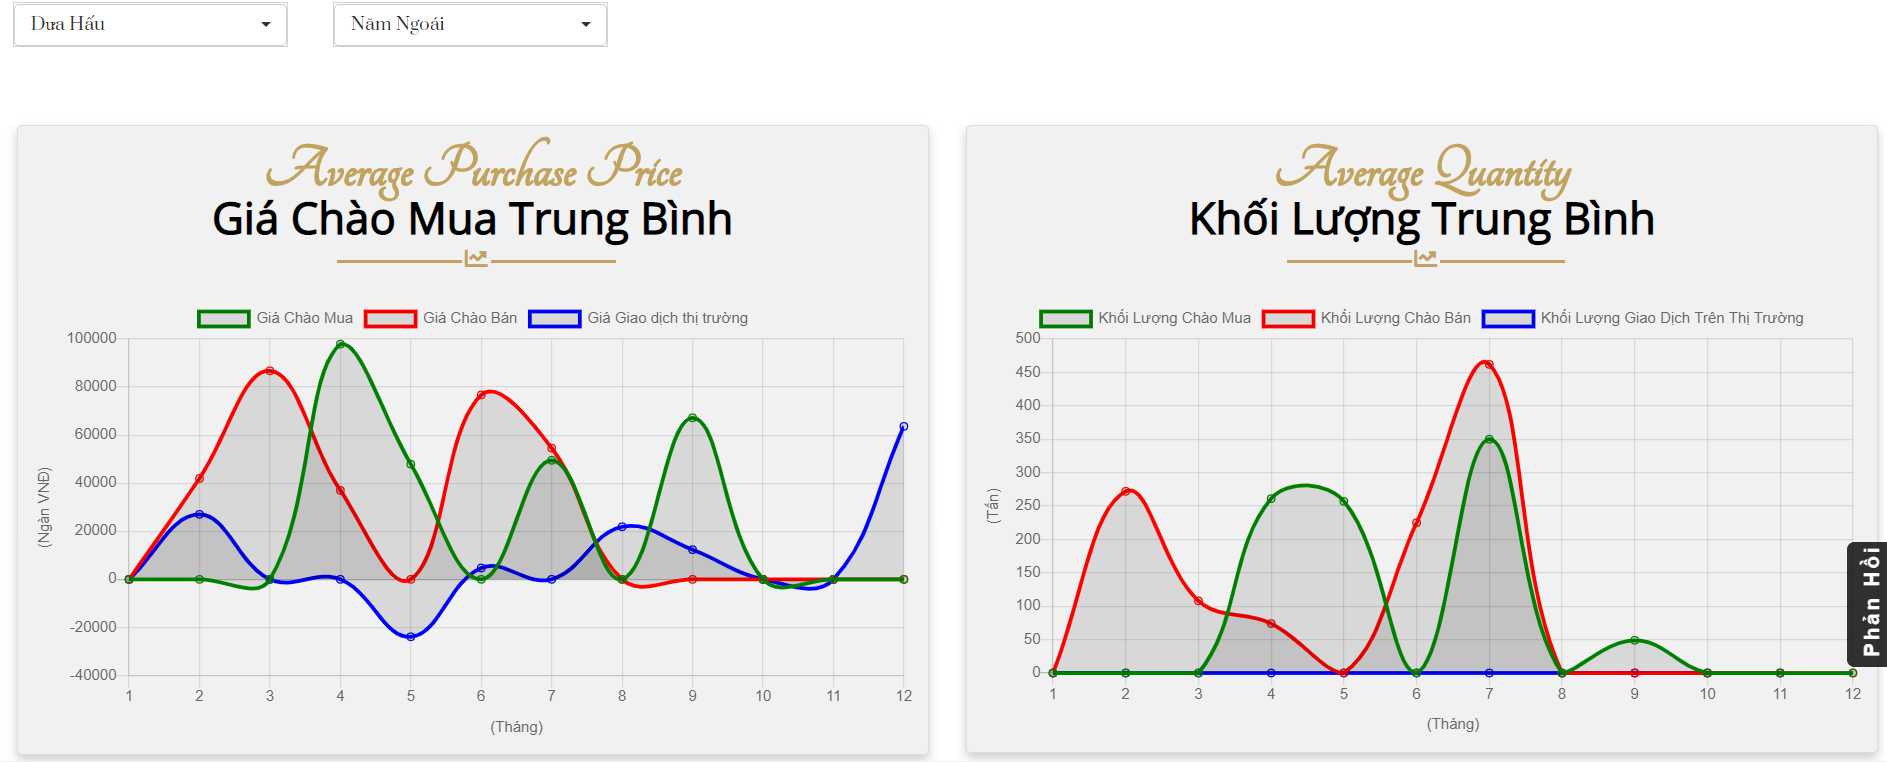 Dưa Hấu
Năm Ngoái
Average Purchase Price
Giá Chào Mua Trung Bình
Giá Chào Mua Giá Chào Bán Giá Giao dịch thị trường
100000
80000
60000
40000
20000
0
-20000
-40000
(Ngàn VNĐ)
1 2 3 4 5 6 7 8 9 10 11 12
(Tháng)
Average Quantity
Khối Lượng Trung Bình
Khối Lượng Chào Mua Khối Lượng Chào Bán Khối Lượng Giao Dịch Trên Thị Trường
500
450
400
350
300
250
200
150
100
50
0
(Tấn)
1 2 3 4 5 6 7 8 9 10 11 12
(Tháng)
Phản Hồi